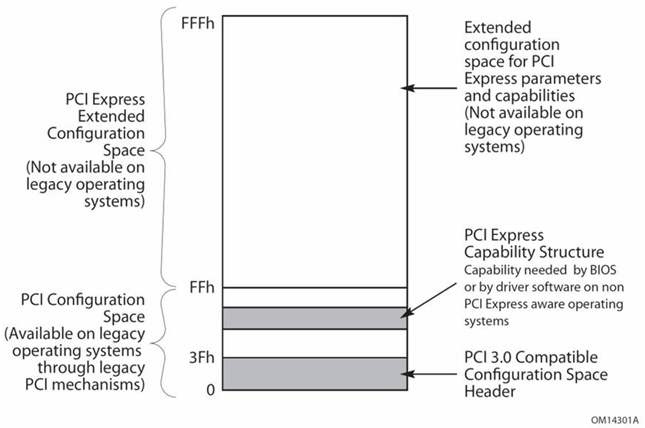 FFFh
PCI Express
Extended
Configuration
Space
(Not available on
legacy operating
systems)
Extended
configuration
space for PCI
Express parameters
and capabilities
(Not available on
legacy operating
systems)
FFh
PCI Configuration
Space
(Available on legacy
operating systems
through legacy
PCI mechanisms)
PCI Express
Capability Structure
Capability needed by BIOS
or by driver software on non
PCI Express aware operating
systems
3Fh
0
PCI 3.0 Compatible
Configuration Space
Header
OM14301A